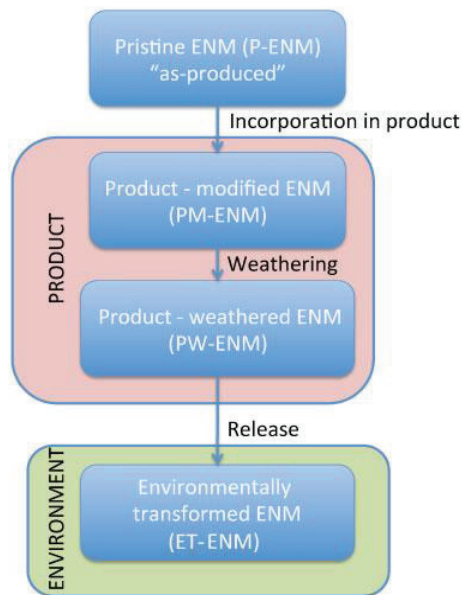 Pristine ENM (P-ENM)
“as-produced”
Incorporation in product
PRODUCT
Product - modified ENM
(PM-ENM)
Weathering
Product - weathered ENM
(PW-ENM)
Release
ENVIRONMENT
Environmentally
transformed ENM
(ET-ENM)